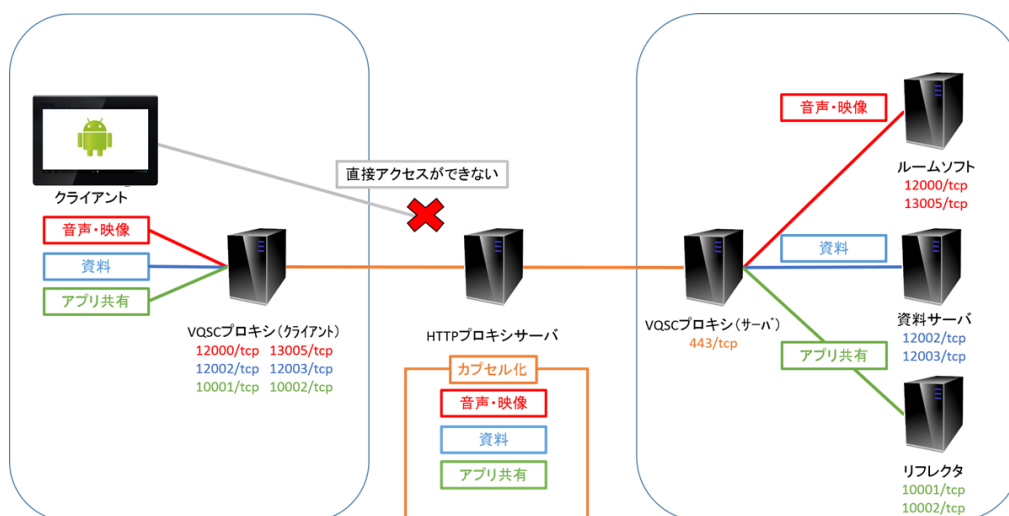 音声・映像
直接アクセスができない
クライアント
音声・映像
資料
アプリ共有
VQSCプロキシ(クライアント)
12000/tcp 13005/tcp
12002/tcp 12003/tcp
10001/tcp 10002/tcp
HTTPプロキシサーバ
カプセル化
音声・映像
資料
アプリ共有
VQSCプロキシ(サーバ)
443/tcp
ルームソフト
12000/tcp
13005/tcp
資料
資料サーバ
12002/tcp
12003/tcp
アプリ共有
リフレクタ
10001/tcp
10002/tcp